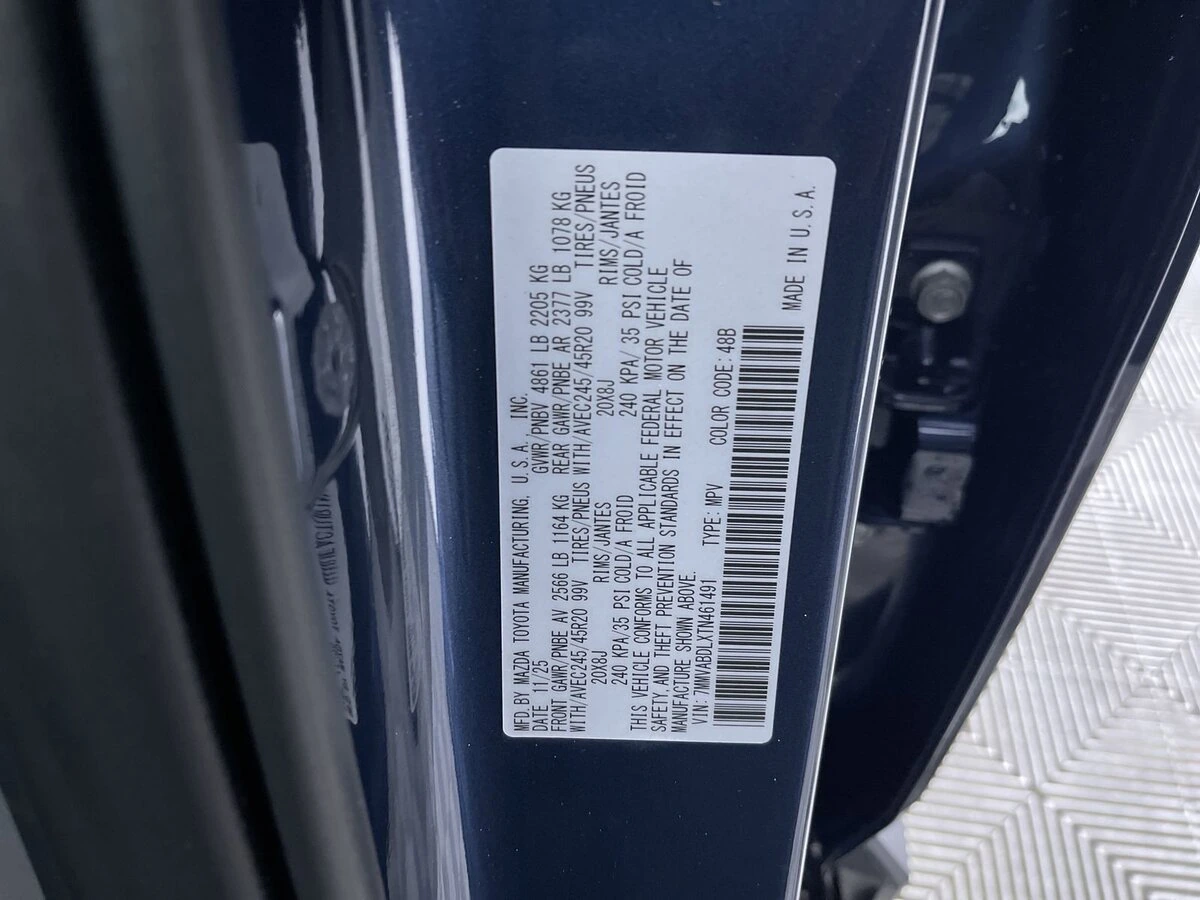 MFD.BY MAZDA TOYOTA MANUFACTURING, U.S.A., INC.
DATE 11/25 GVWR/PNBV 4861 LB 2205 KG
FRONT GAWR/PNBE AV 2566 LB 1164 KG REAR GAWR/PNBE AR 2377 LB 1078 KG
WITH/AVEC245/45R20 99V TIRES/PNEUS WITH/AVEC245/45R20 99V TIRES/PNEUS
20X8J RIMS/JANTES 20X8J RIMS/JANTES
240 KPA/35 PSI COLD/A FROID 240 KPA/ 35 PSI COLD/A FROID
THIS VEHICLE CONFORMS TO ALL APPLICABLE FEDERAL MOTOR VEHICLE
SAFETY, AND THEFT PREVENTION STANDARDS IN EFFECT ON THE DATE OF
MANUFACTURE SHOWN ABOVE.
VIN: 7MMVABDLXTN461491 TYPE: MPV COLOR CODE: 48B
MADE IN U.S.A.